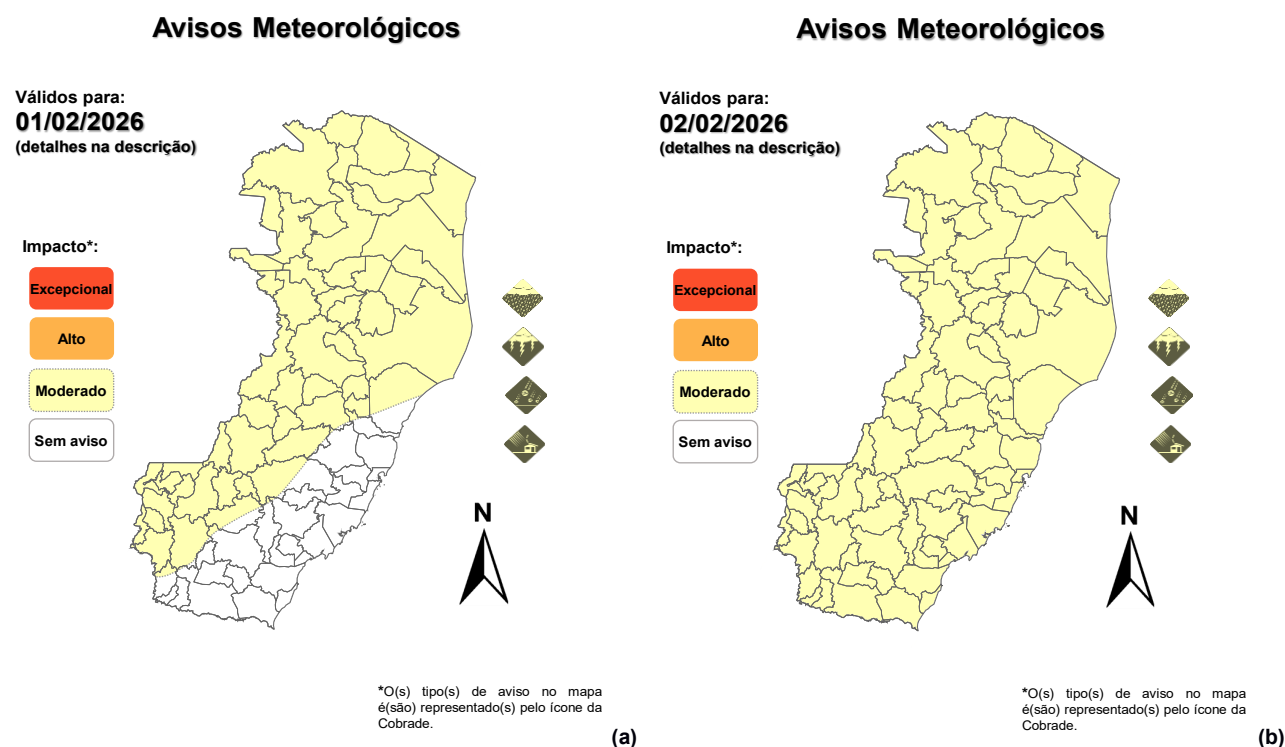 Avisos Meteorológicos
Válidos para:
01/02/2026
(detalhes na descrição)
Impacto*:
Excepcional
Alto
Moderado
Sem aviso
N
*O(s) tipo(s) de aviso no mapa
é(são) representado(s) pelo ícone da
Cobrade.
(a)
Avisos Meteorológicos
Válidos para:
02/02/2026
(detalhes na descrição)
Impacto*:
Excepcional
Alto
Moderado
Sem aviso
N
*O(s) tipo(s) de aviso no mapa
é(são) representado(s) pelo ícone da
Cobrade.
(b)